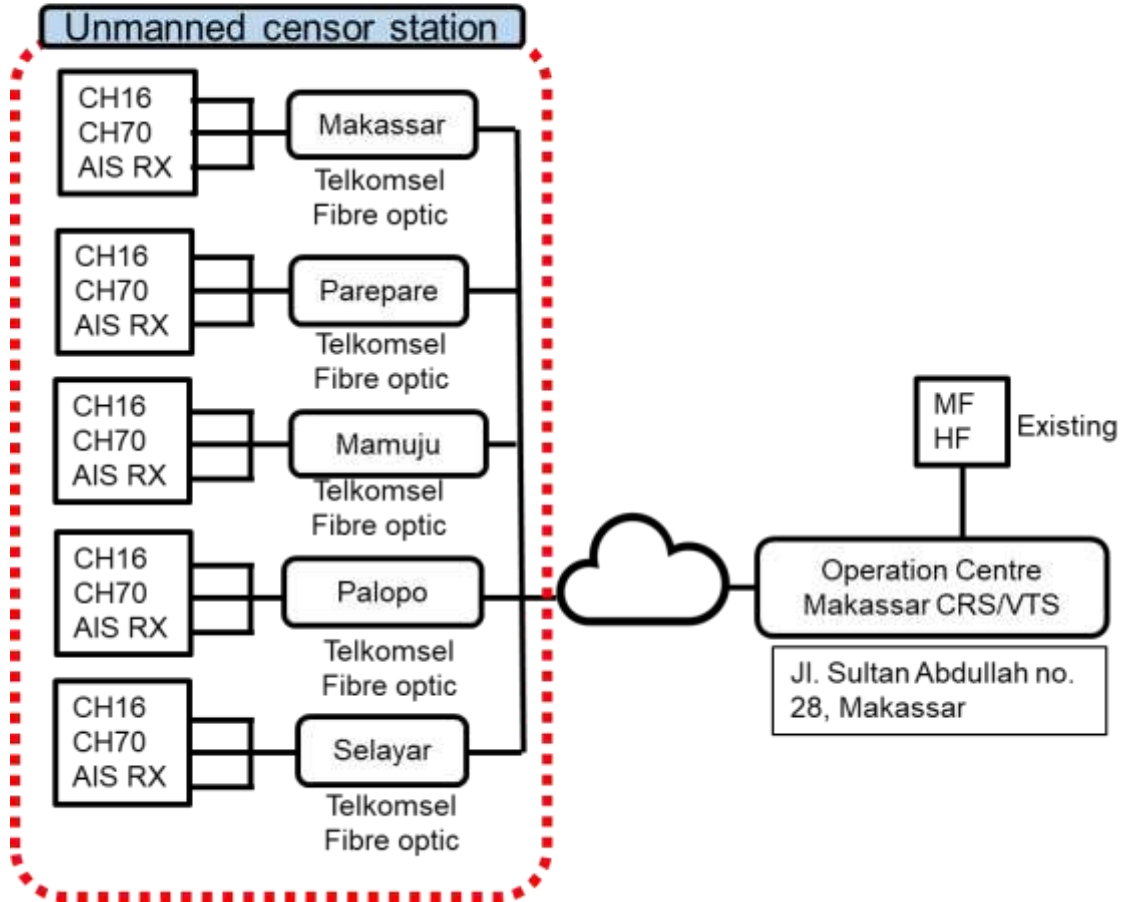 Unmanned censor station
CH16
CH70
AIS RX
Makassar
Telkomsel
Fibre optic
CH16
CH70
AIS RX
Parepare
Telkomsel
Fibre optic
CH16
CH70
AIS RX
Mamuju
Telkomsel
Fibre optic
CH16
CH70
AIS RX
Palopo
Telkomsel
Fibre optic
CH16
CH70
AIS RX
Selayar
Telkomsel
Fibre optic
MF
HF
Existing
Operation Centre
Makassar CRS/VTS
Jl. Sultan Abdullah no.
28, Makassar